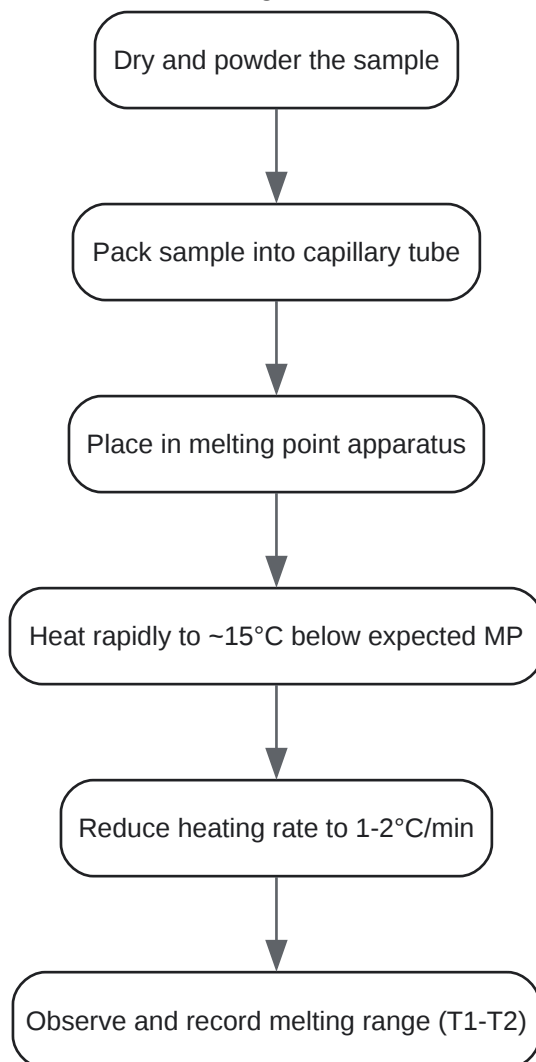 Dry and powder the sample
Pack sample into capillary tube
Place in melting point apparatus
Heat rapidly to ~15°C below expected MP
Reduce heating rate to 1-2°C/min
Observe and record melting range (T1-T2)